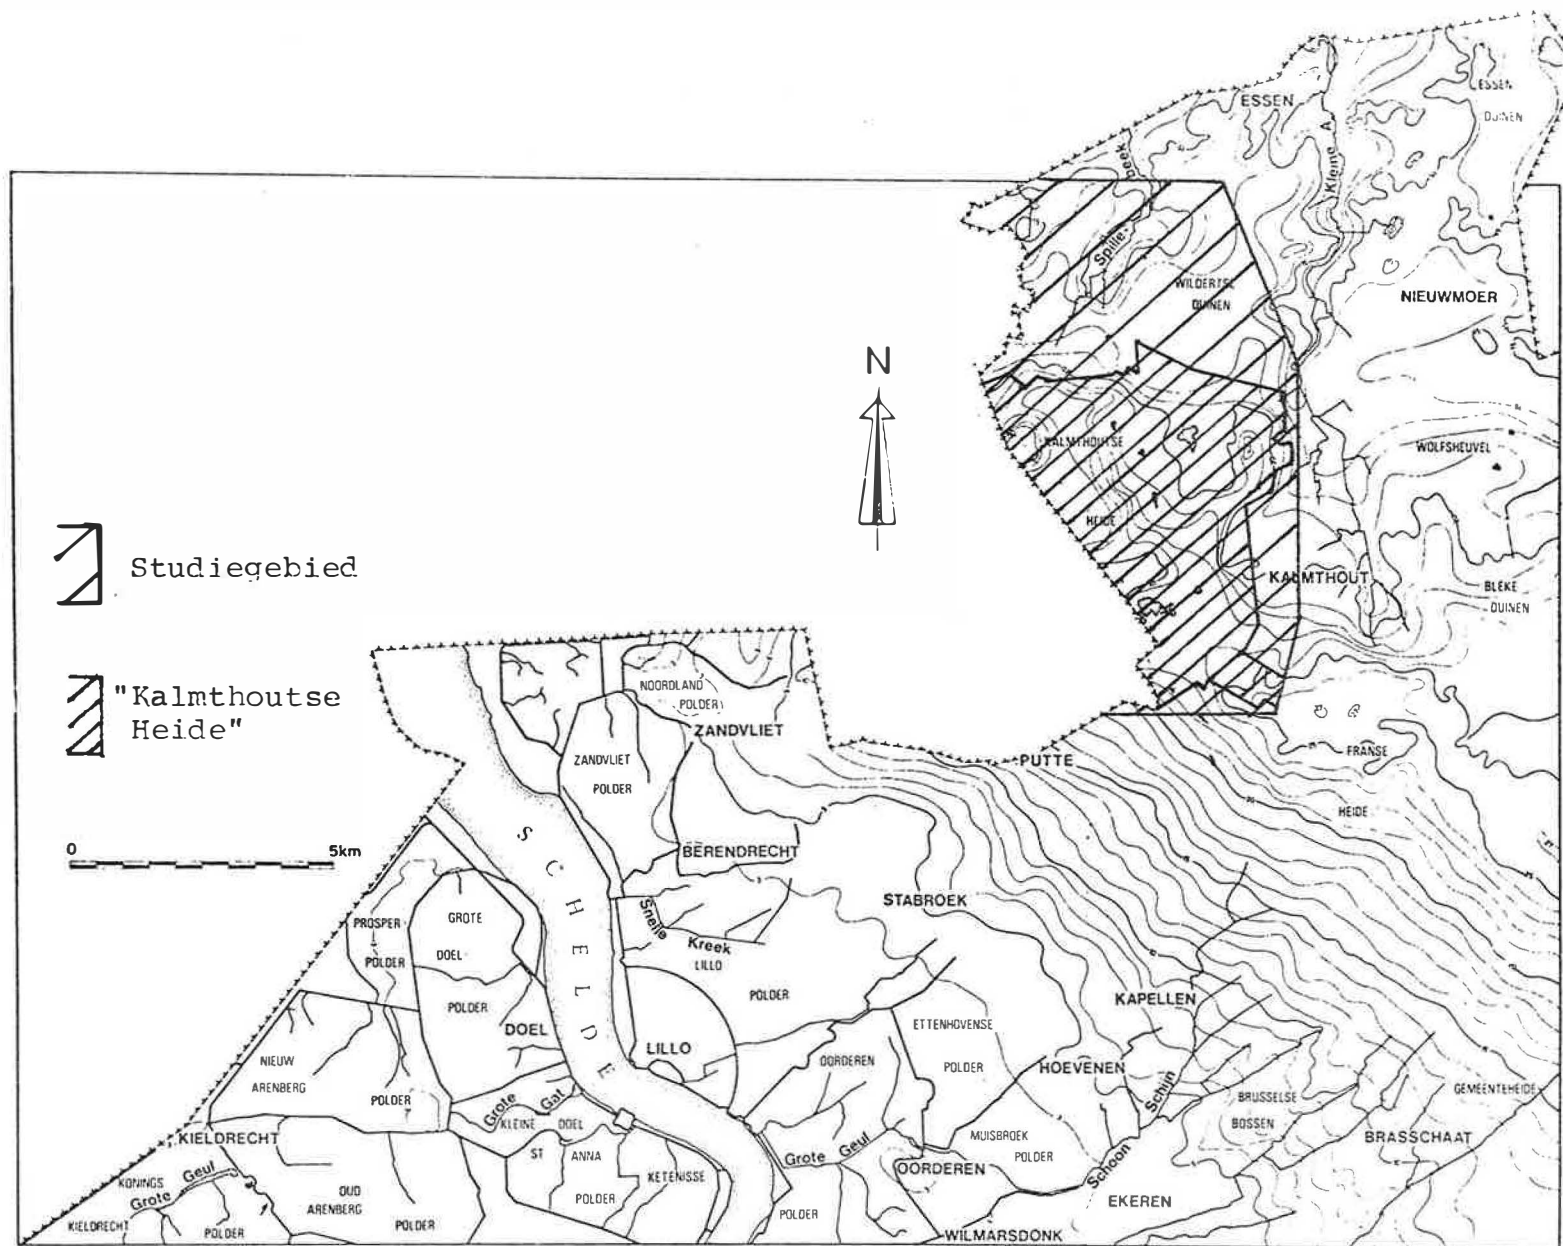 ESSEN
ESSEN
DUINEN
Kleine A
Spille-
beek
WILDERTSE
DUINEN
NIEUWMOER
N
KALMTHOUTSE
HEIDE
WOLFSHEUVEL
KALMTHOUT
BLEKE
DUINEN
Studiegebied
"Kalmthoutse
Heide"
0 5km
NOORDLAND
POLDER
ZANDVLIET
ZANDVLIET
POLDER
PUTTE
FRANSE
HEIDE
BERENDRECHT
SCHELDE
STABROEK
PROSPER
POLDER
GROTE
DOEL
POLDER
Snelle
Kreek
LILLO
POLDER
DOEL
LILLO
KAPELLEN
ETTENHOVENSE
POLDER
OORDEREN
HOEVENEN
NIEUW
ARENBERG
POLDER
Grote Gat
KLEINE DOEL
Schijn
BRUSSELSE
BOSSEN
GEMEENTEHEIDE
BRASSCHAAT
KIELDRECHT
ST ANNA
POLDER
KETENISSE
Grote Geul
MUISBROEK
POLDER
OORDEREN
Schoon
KONINGS
Grote Geul
KIELDRECHT
POLDER
OUD
ARENBERG
POLDER
POLDER
EKEREN
WILMARSDONK